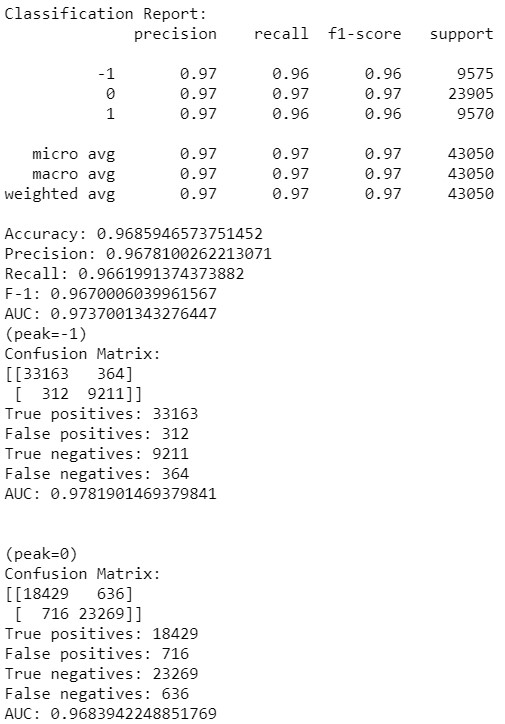 Classification Report:
precision recall f1-score support
-1 0.97 0.96 0.96 9575
0 0.97 0.97 0.97 23905
1 0.97 0.96 0.96 9570
micro avg 0.97 0.97 0.97 43050
macro avg 0.97 0.97 0.97 43050
weighted avg 0.97 0.97 0.97 43050
Accuracy: 0.9685946573751452
Precision: 0.9678100262213071
Recall: 0.9661991374373882
F-1: 0.9670006039961567
AUC: 0.9737001343276447
(peak=-1)
Confusion Matrix:
[[33163 364]
[ 312 9211]]
True positives: 33163
False positives: 312
True negatives: 9211
False negatives: 364
AUC: 0.9781901469379841
(peak=0)
Confusion Matrix:
[[18429 636]
[ 716 23269]]
True positives: 18429
False positives: 716
True negatives: 23269
False negatives: 636
AUC: 0.9683942248851769